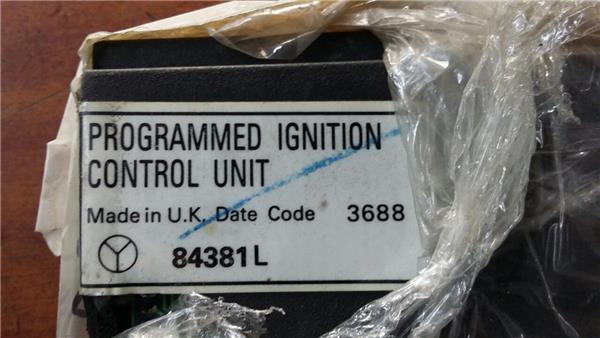 PROGRAMMED IGNITION
CONTROL UNIT
Made in U.K. Date Code 3688
84381L